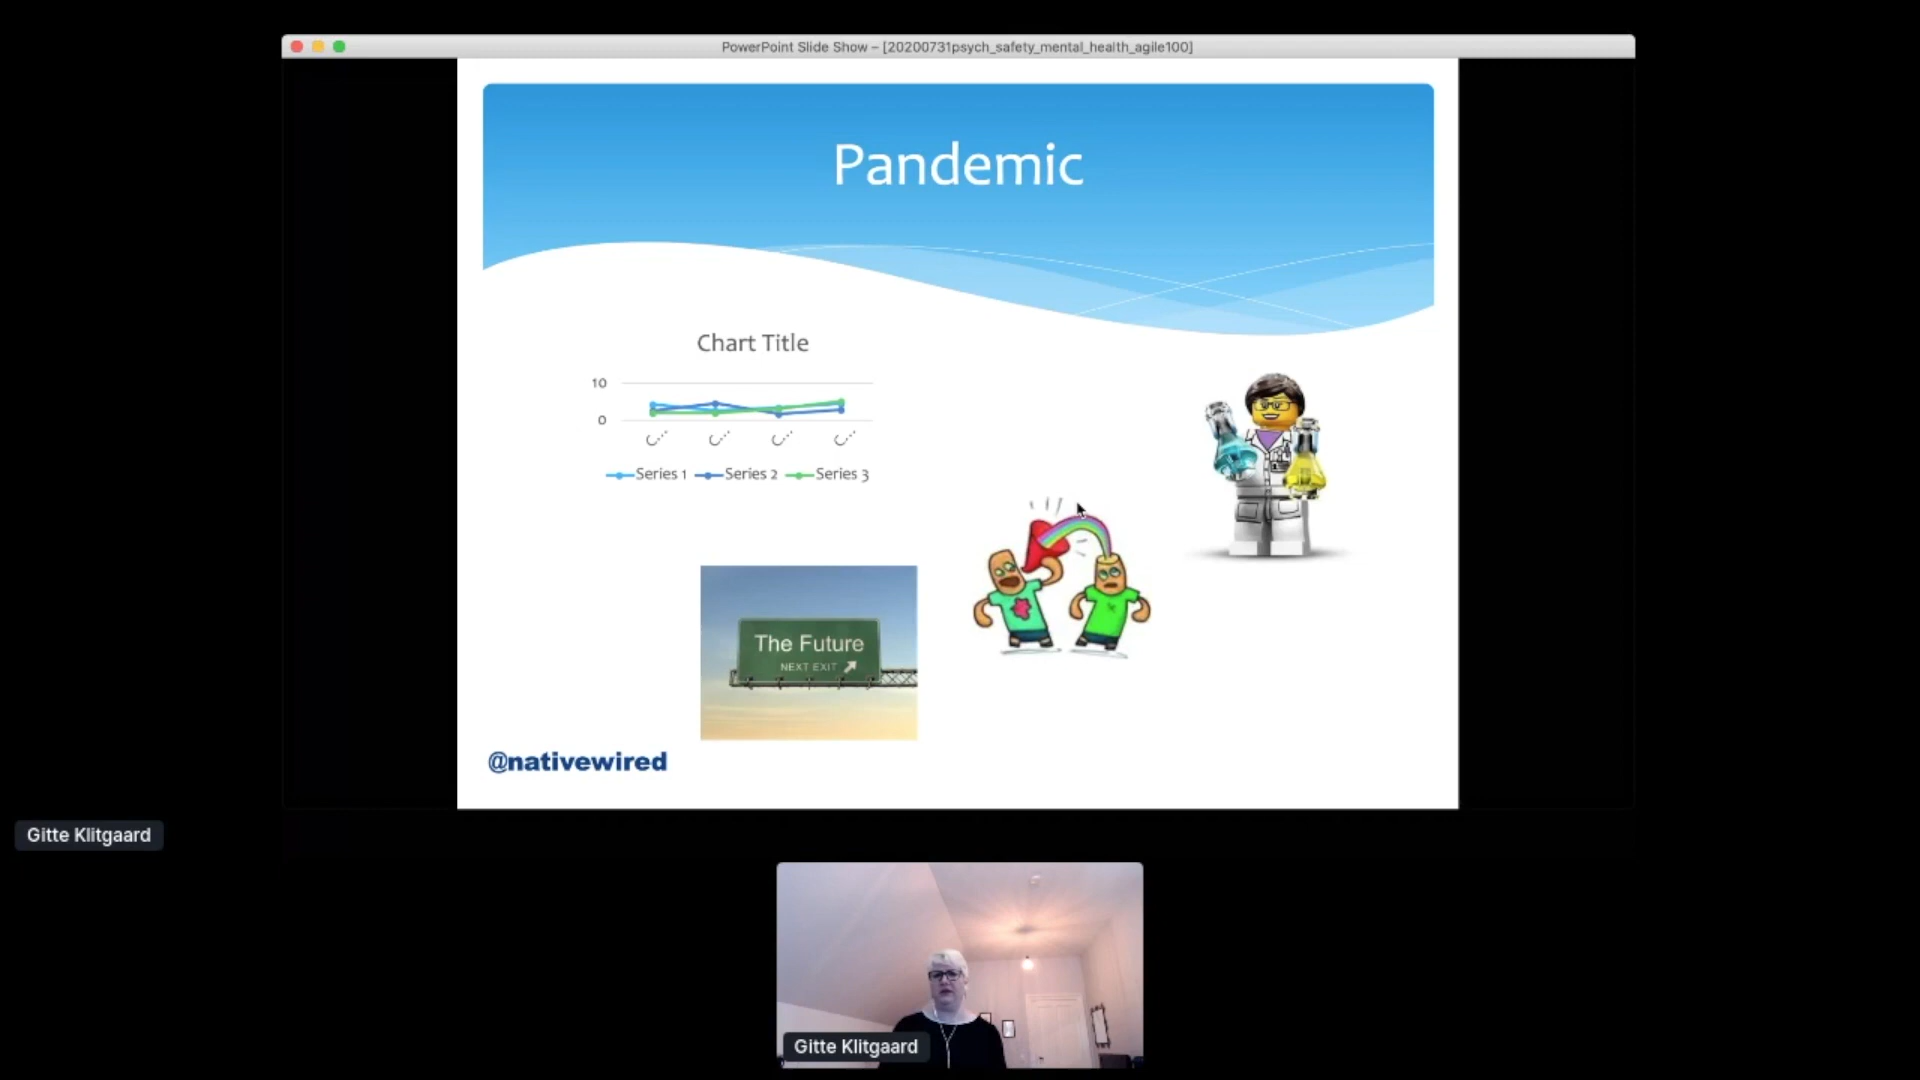 PowerPoint Slide Show – [20200731psych_safety_mental_health_agile100]
Pandemic
Chart Title
10
0
Series 1 Series 2 Series 3
The Future
NEXT EXIT
@nativewired
Gitte Klitgaard
Gitte Klitgaard